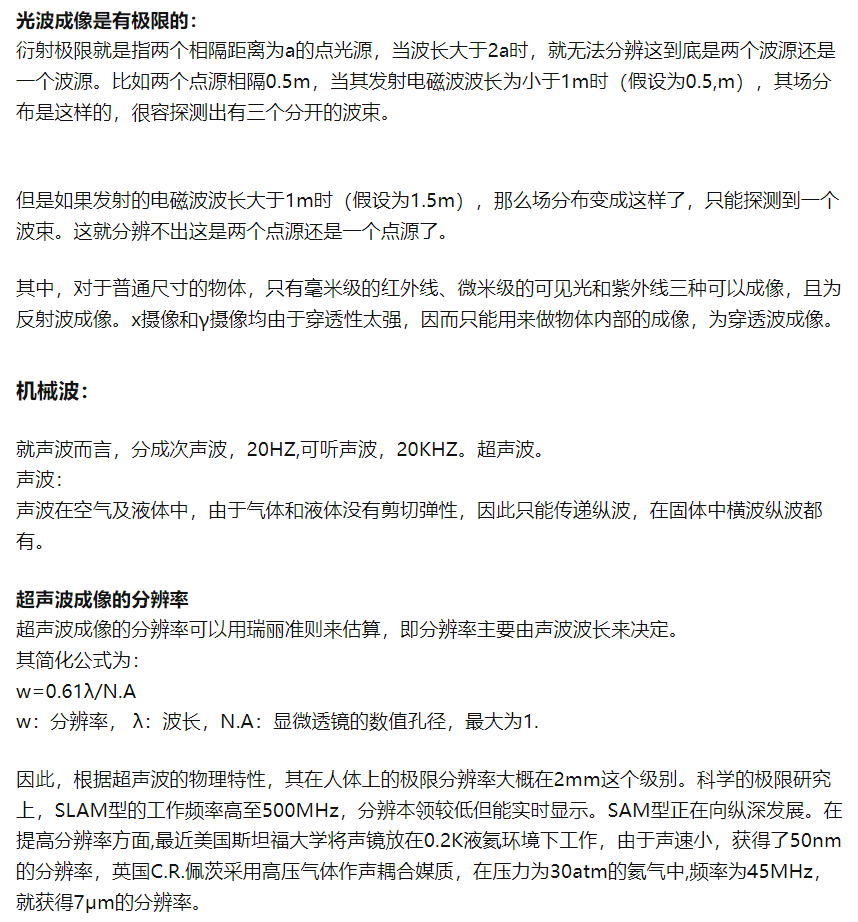 光波成像是有极限的：
衍射极限就是指两个相隔距离为a的点光源，当波长大于2a时，就无法分辨这到底是两个波源还是
一个波源。比如两个点源相隔0.5m，当其发射电磁波波长为小于1m时（假设为0.5,m），其场分
布是这样的，很容探测出有三个分开的波束。
但是如果发射的电磁波波长大于1m时（假设为1.5m），那么场分布变成这样了，只能探测到一个
波束。这就分辨不出这是两个点源还是一个点源了。
其中，对于普通尺寸的物体，只有毫米级的红外线、微米级的可见光和紫外线三种可以成像，且为
反射波成像。x摄像和γ摄像均由于穿透性太强，因而只能用来做物体内部的成像，为穿透波成像。
机械波：
就声波而言，分成次声波，20HZ,可听声波，20KHZ。超声波。
声波：
声波在空气及液体中，由于气体和液体没有剪切弹性，因此只能传递纵波，在固体中横波纵波都
有。
超声波成像的分辨率
超声波成像的分辨率可以用瑞丽准则来估算，即分辨率主要由声波波长来决定。
其简化公式为：
w=0.61λ/N.A
w：分辨率， λ：波长，N.A：显微透镜的数值孔径，最大为1.
因此，根据超声波的物理特性，其在人体上的极限分辨率大概在2mm这个级别。科学的极限研究
上，SLAM型的工作频率高至500MHz，分辨本领较低但能实时显示。SAM型正在向纵深发展。在
提高分辨率方面,最近美国斯坦福大学将声镜放在0.2K液氦环境下工作，由于声速小，获得了50nm
的分辨率，英国C.R.佩茨采用高压气体作声耦合媒质，在压力为30atm的氦气中,频率为45MHz，
就获得7μm的分辨率。